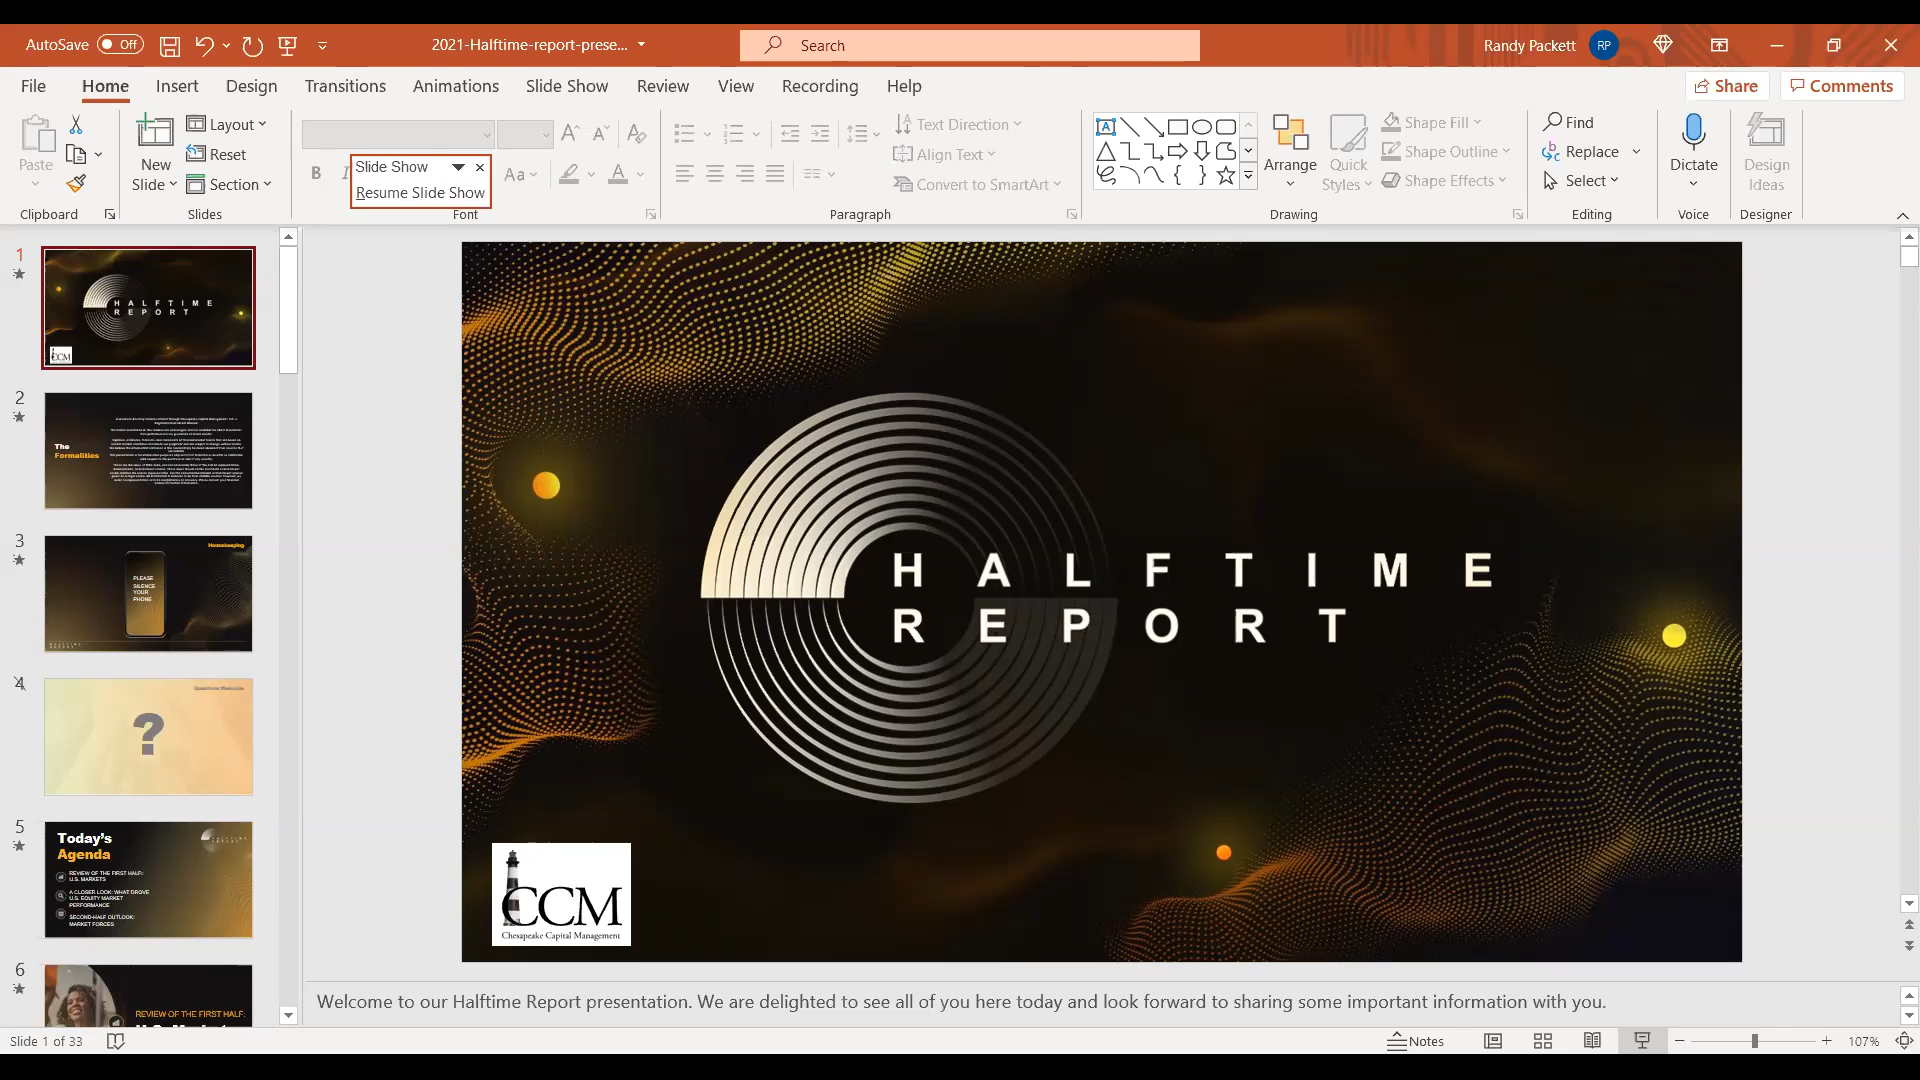 AutoSave Off 2021-Halftime-report-prese... Search Randy Packett RP
File Home Insert Design Transitions Animations Slide Show Review View Recording Help Share Comments
Paste
Clipboard
New
Slide
Layout
Reset
Section
Slides
B I Aa A
Slide Show
Resume Slide Show
Font
Text Direction
Align Text
Convert to SmartArt
Paragraph
Arrange
Quick
Styles
Shape Fill
Shape Outline
Shape Effects
Drawing
Find
Replace
Select
Editing
Dictate
Voice
Design
Ideas
Designer
1
HALFTIME
REPORT
CCM
2
The
Formalities
3
Housekeeping
PLEASE
SILENCE
YOUR
PHONE
4
?
5
Today's
Agenda
REVIEW OF THE FIRST HALF:
U.S. MARKETS
A CLOSER LOOK: WHAT DROVE
U.S. EQUITY MARKET
PERFORMANCE
SECOND-HALF OUTLOOK:
MARKET FORCES
6
REVIEW OF THE FIRST HALF:
HALFTIME
REPORT
CCM
Chesapeake Capital Management
Welcome to our Halftime Report presentation. We are delighted to see all of you here today and look forward to sharing some important information with you.
Slide 1 of 33 Notes 107%